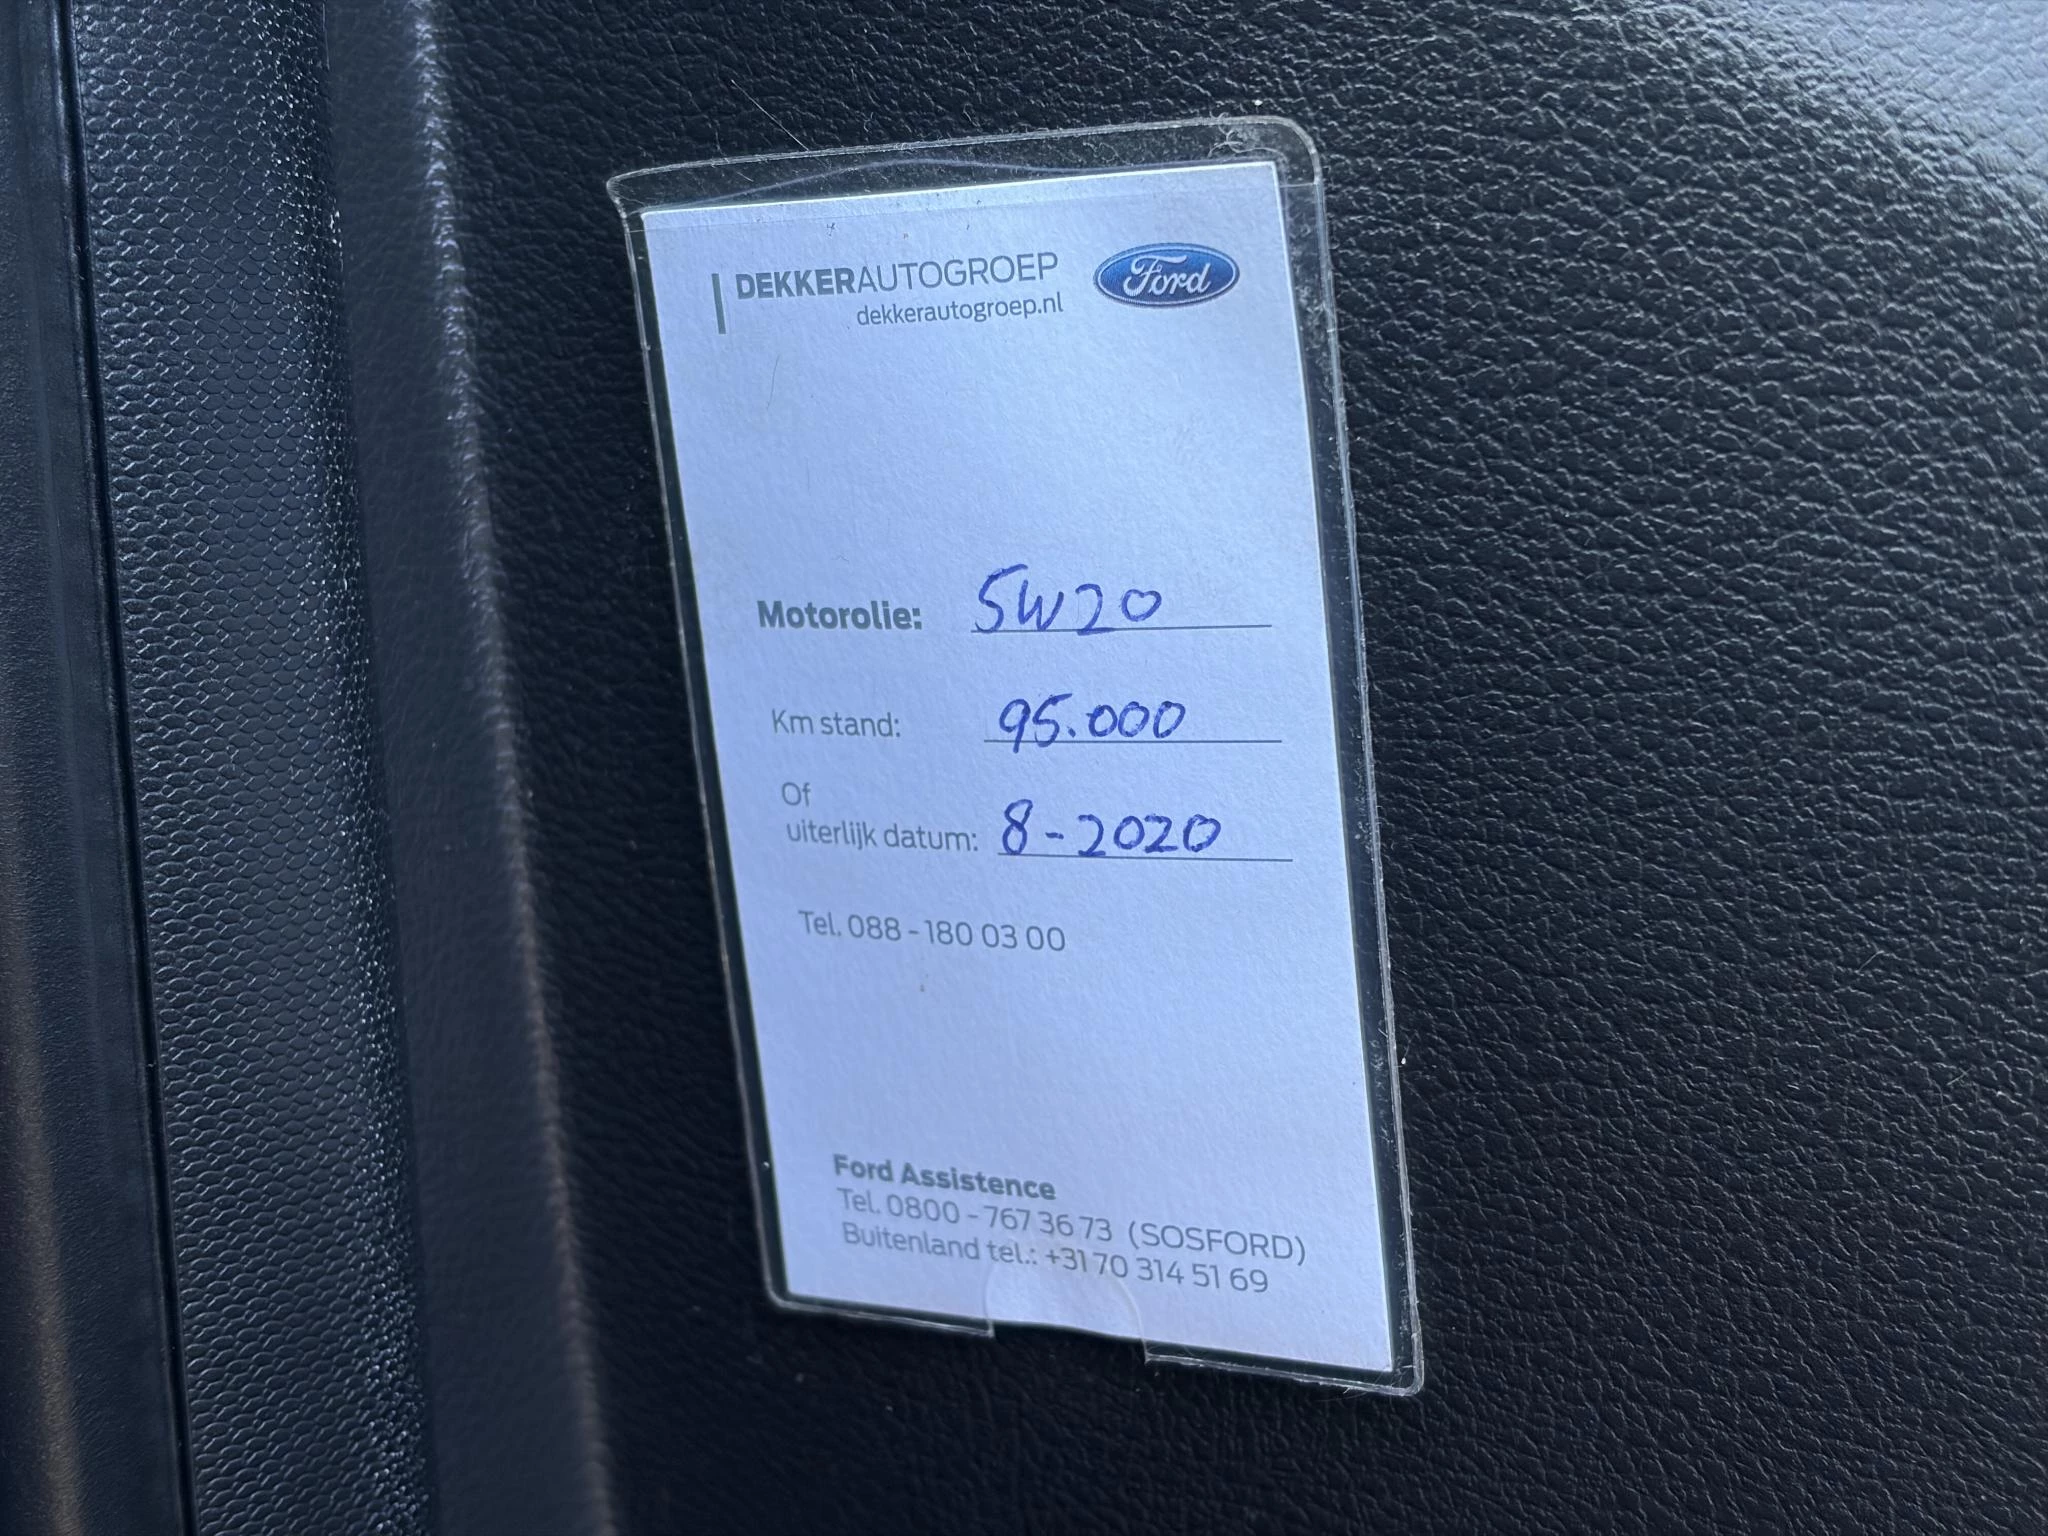 DEKKERAUTOGROEP
dekkerautogroep.nl
Ford
Motorolie: 5W20
Km stand: 95.000
Of
uiterlijk datum: 8-2020
Tel. 088 - 180 03 00
Ford Assistence
Tel. 0800 - 767 36 73 (SOSFORD)
Buitenland tel.: +31 70 314 51 69